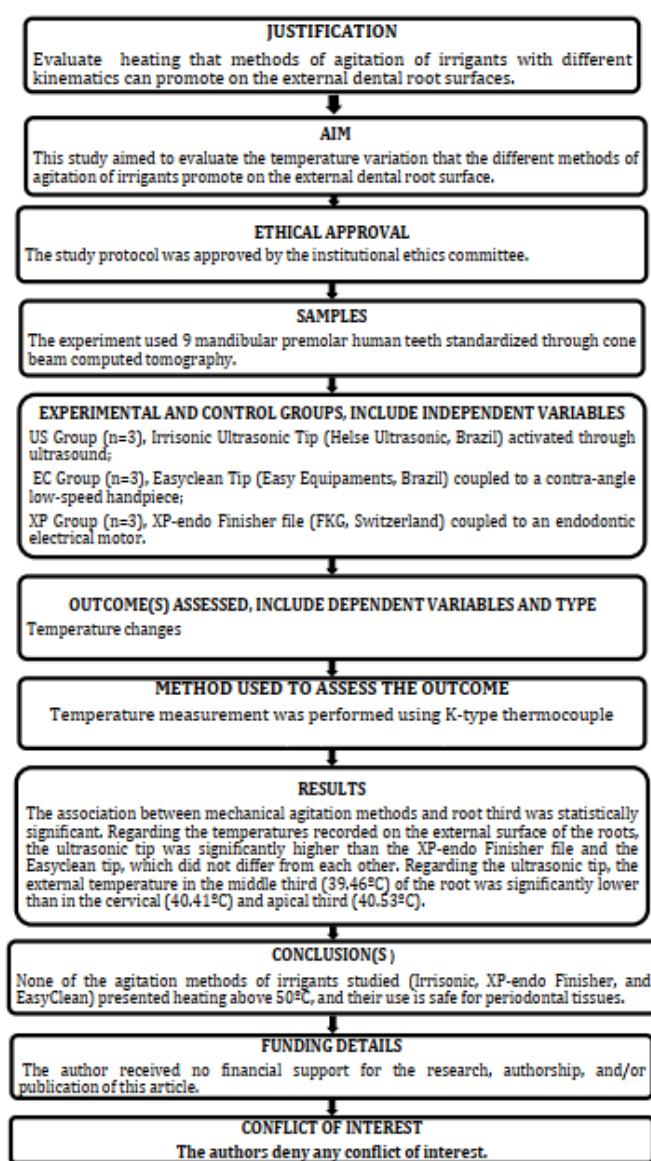 JUSTIFICATION
Evaluate heating that methods of agitation of irrigants with different
kinematics can promote on the external dental root surfaces.
AIM
This study aimed to evaluate the temperature variation that the different methods of
agitation of irrigants promote on the external dental root surface.
ETHICAL APPROVAL
The study protocol was approved by the institutional ethics committee.
SAMPLES
The experiment used 9 mandibular premolar human teeth standardized through cone
beam computed tomography.
EXPERIMENTAL AND CONTROL GROUPS, INCLUDE INDEPENDENT VARIABLES
US Group (n=3), Irrisonic Ultrasonic Tip (Helse Ultrasonic, Brazil) activated through
ultrasound;
EC Group (n=3), Easyclean Tip (Easy Equipaments, Brazil) coupled to a contra-angle
low-speed handpiece;
XP Group (n=3), XP-endo Finisher file (FKG, Switzerland) coupled to an endodontic
electrical motor.
OUTCOME(S) ASSESSED, INCLUDE DEPENDENT VARIABLES AND TYPE
Temperature changes
METHOD USED TO ASSESS THE OUTCOME
Temperature measurement was performed using K-type thermocouple
RESULTS
The association between mechanical agitation methods and root third was statistically
significant. Regarding the temperatures recorded on the external surface of the roots,
the ultrasonic tip was significantly higher than the XP-endo Finisher file and the
Easyclean tip, which did not differ from each other. Regarding the ultrasonic tip, the
external temperature in the middle third (39.46ºC) of the root was significantly lower
than in the cervical (40.41ºC) and apical third (40.53ºC).
CONCLUSION(S)
None of the agitation methods of irrigants studied (Irrisonic, XP-endo Finisher, and
EasyClean) presented heating above 50ºC, and their use is safe for periodontal tissues.
FUNDING DETAILS
The author received no financial support for the research, authorship, and/or
publication of this article.
CONFLICT OF INTEREST
The authors deny any conflict of interest.